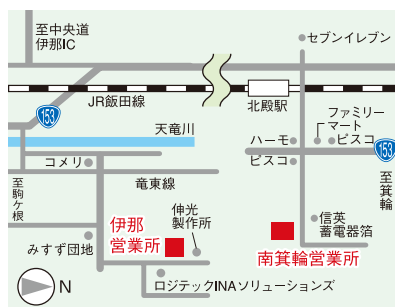 至中央道
伊那IC
セブンイレブン
JR飯田線
北殿駅
153
天竜川
ファミリー
マート
ハーモ
ビスコ
153
コメリ
ビスコ
至駒ケ根
竜東線
至箕輪
伊那
営業所
伸光
製作所
信英
蓄電器箔
みすず団地
南箕輪営業所
N
ロジテックINAソリューションズ